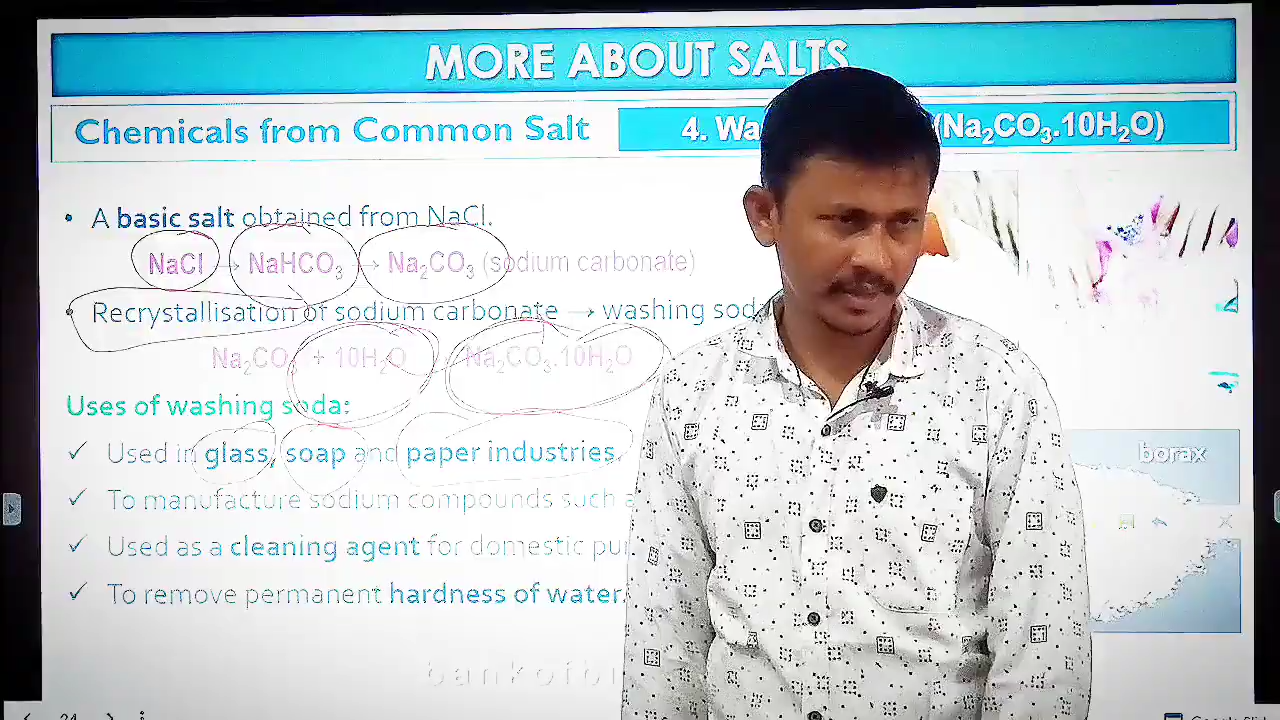 MORE ABOUT SALTS
Chemicals from Common Salt
4. Wa (Na₂CO₃.10H₂O)
• A basic salt obtained from NaCl.
NaCl → NaHCO₃ → Na₂CO₃ (sodium carbonate)
• Recrystallisation of sodium carbonate → washing soda
Na₂CO₃ + 10H₂O → Na₂CO₃.10H₂O
Uses of washing soda:
✓ Used in glass, soap and paper industries.
✓ To manufacture sodium compounds such a
✓ Used as a cleaning agent for domestic pur
✓ To remove permanent hardness of water.
borax